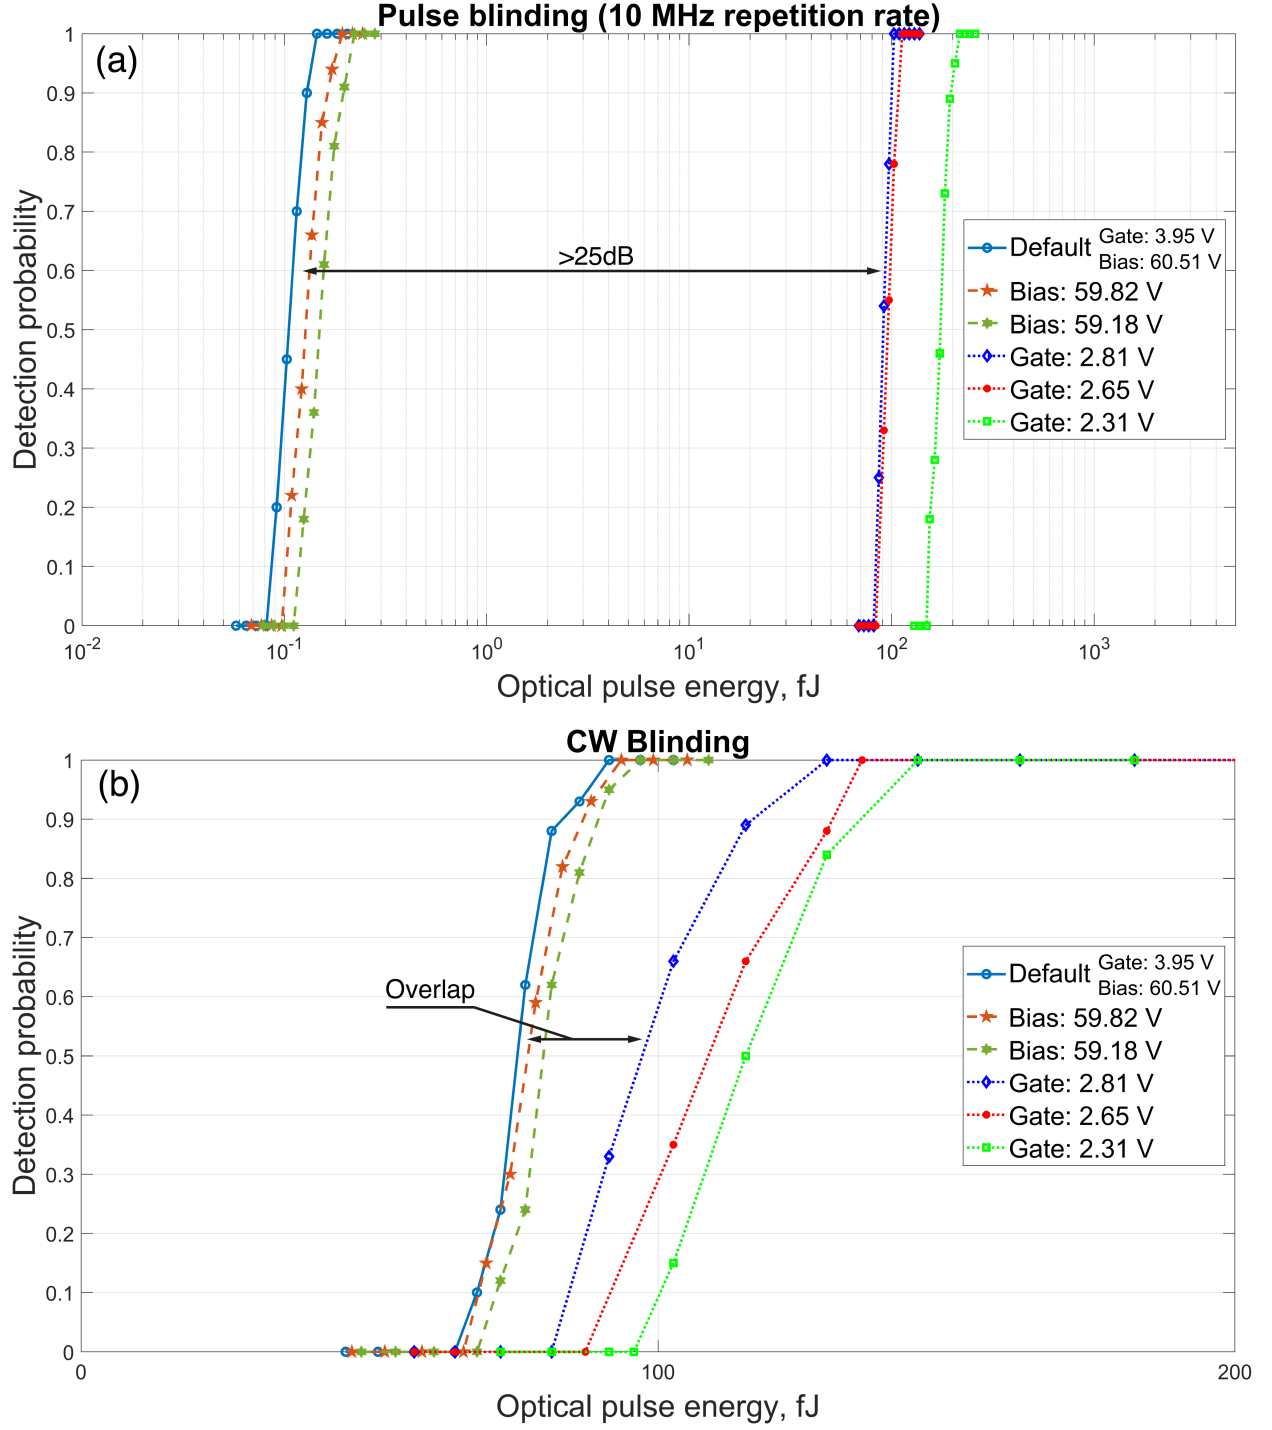 Pulse blinding (10 MHz repetition rate)
(a)
1
0.9
0.8
0.7
0.6
0.5
0.4
0.3
0.2
0.1
0
Detection probability
>25dB
Default Gate: 3.95 V
Bias: 60.51 V
Bias: 59.82 V
Bias: 59.18 V
Gate: 2.81 V
Gate: 2.65 V
Gate: 2.31 V
10⁻² 10⁻¹ 10⁰ 10¹ 10² 10³
Optical pulse energy, fJ
CW Blinding
(b)
1
0.9
0.8
0.7
0.6
0.5
0.4
0.3
0.2
0.1
0
Detection probability
Overlap
Default Gate: 3.95 V
Bias: 60.51 V
Bias: 59.82 V
Bias: 59.18 V
Gate: 2.81 V
Gate: 2.65 V
Gate: 2.31 V
0 100 200
Optical pulse energy, fJ